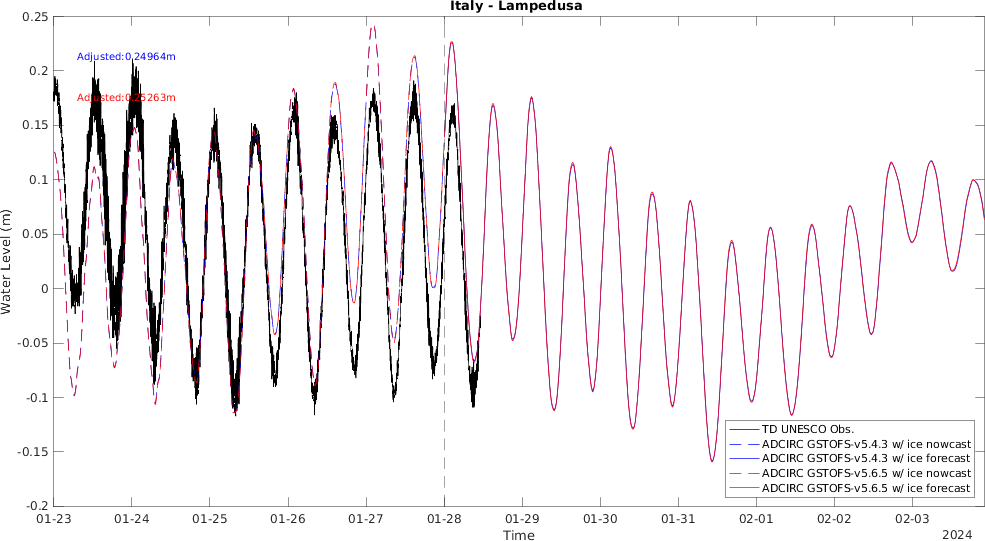 Italy - Lampedusa
0.25
0.2
0.15
0.1
0.05
0
-0.05
-0.1
-0.15
-0.2
Water Level (m)
Adjusted:0.24964m
Adjusted:0.25263m
TD UNESCO Obs.
ADCIRC GSTOFS-v5.4.3 w/ ice nowcast
ADCIRC GSTOFS-v5.4.3 w/ ice forecast
ADCIRC GSTOFS-v5.6.5 w/ ice nowcast
ADCIRC GSTOFS-v5.6.5 w/ ice forecast
01-23 01-24 01-25 01-26 01-27 01-28 01-29 01-30 01-31 02-01 02-02 02-03
Time
2024